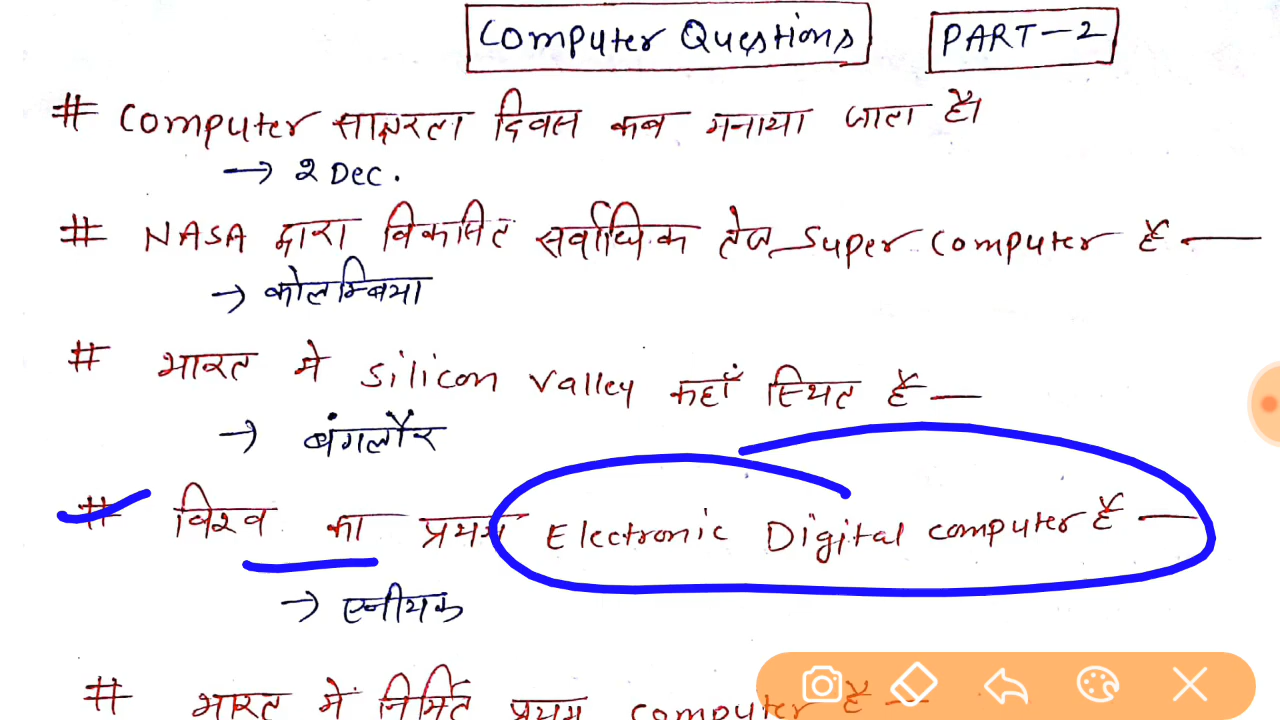 Computer Questions PART-2
# Computer साक्षरता दिवस कब मनाया जाता है।
→ 2 Dec.
# NASA द्वारा विकसित सर्वाधिक तेज Super Computer है —
→ कोलम्बिया
# भारत मे Silicon Valley कहाँ स्थित है —
→ बंगलौर
# विश्व का प्रथम Electronic Digital computer है —
→ एनीयक
# भारत में निर्मित प्रथम computer है —